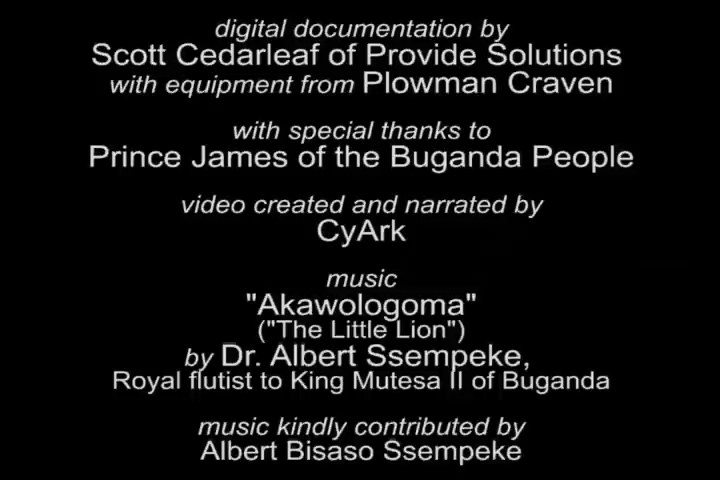 digital documentation by
Scott Cedarleaf of Provide Solutions
with equipment from Plowman Craven
with special thanks to
Prince James of the Buganda People
video created and narrated by
CyArk
music
"Akawologoma"
("The Little Lion")
by Dr. Albert Ssempeke,
Royal flutist to King Mutesa II of Buganda
music kindly contributed by
Albert Bisaso Ssempeke